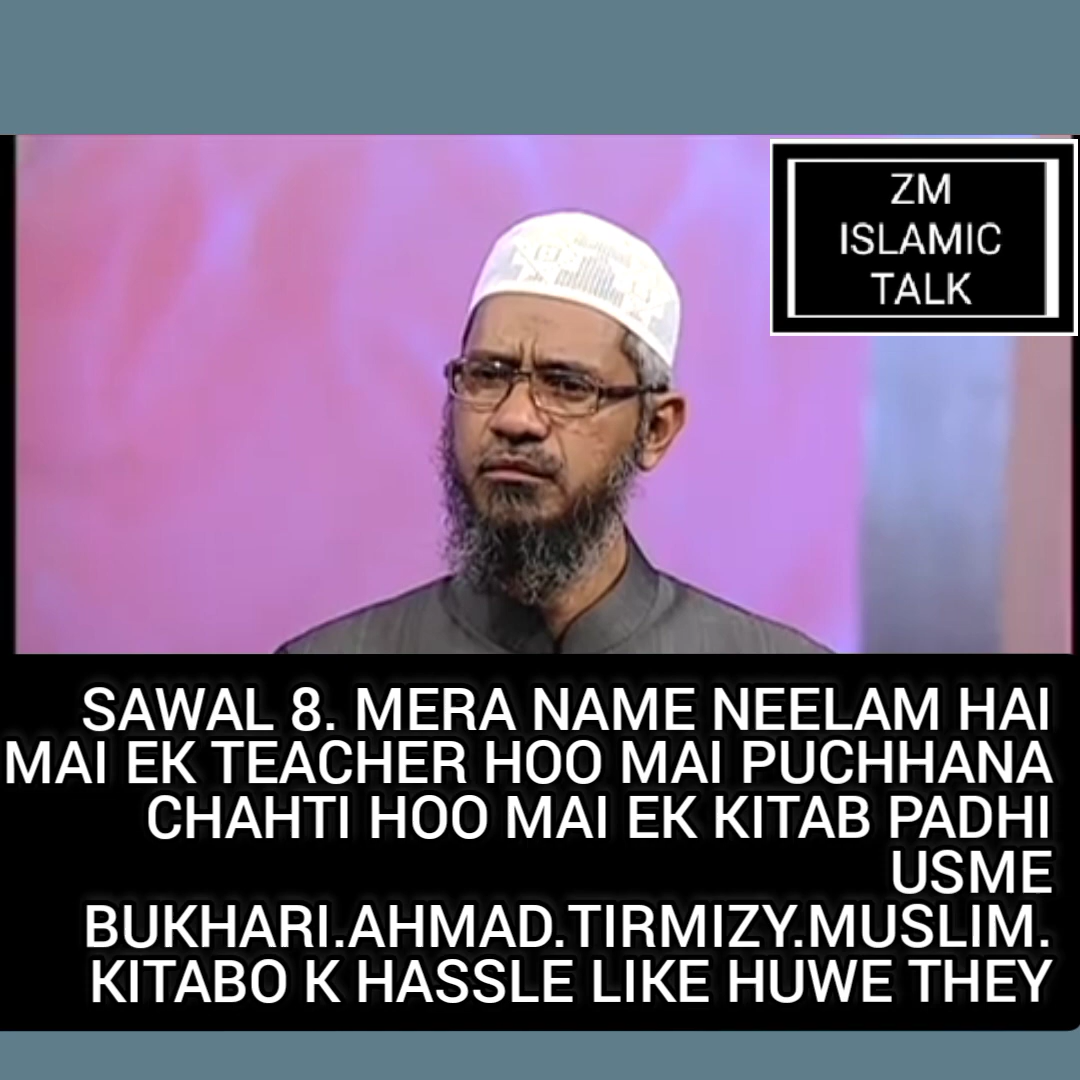 ZM
ISLAMIC
TALK
SAWAL 8. MERA NAME NEELAM HAI
MAI EK TEACHER HOO MAI PUCHHANA
CHAHTI HOO MAI EK KITAB PADHI
USME
BUKHARI.AHMAD.TIRMIZY.MUSLIM.
KITABO K HASSLE LIKE HUWE THEY